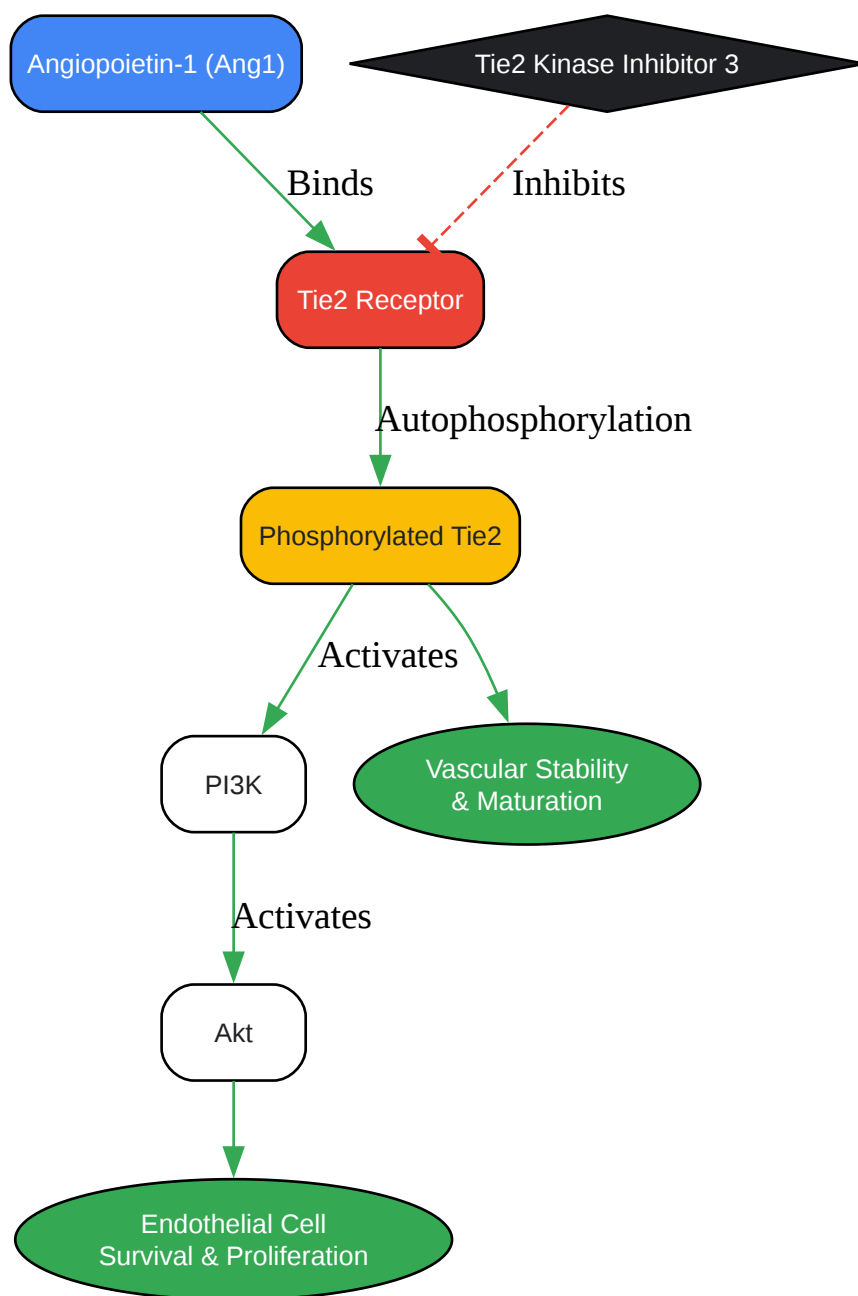 Angiopoietin-1 (Ang1)
Tie2 Kinase Inhibitor 3
Binds
Inhibits
Tie2 Receptor
Autophosphorylation
Phosphorylated Tie2
Activates
PI3K
Vascular Stability
& Maturation
Activates
Akt
Endothelial Cell
Survival & Proliferation